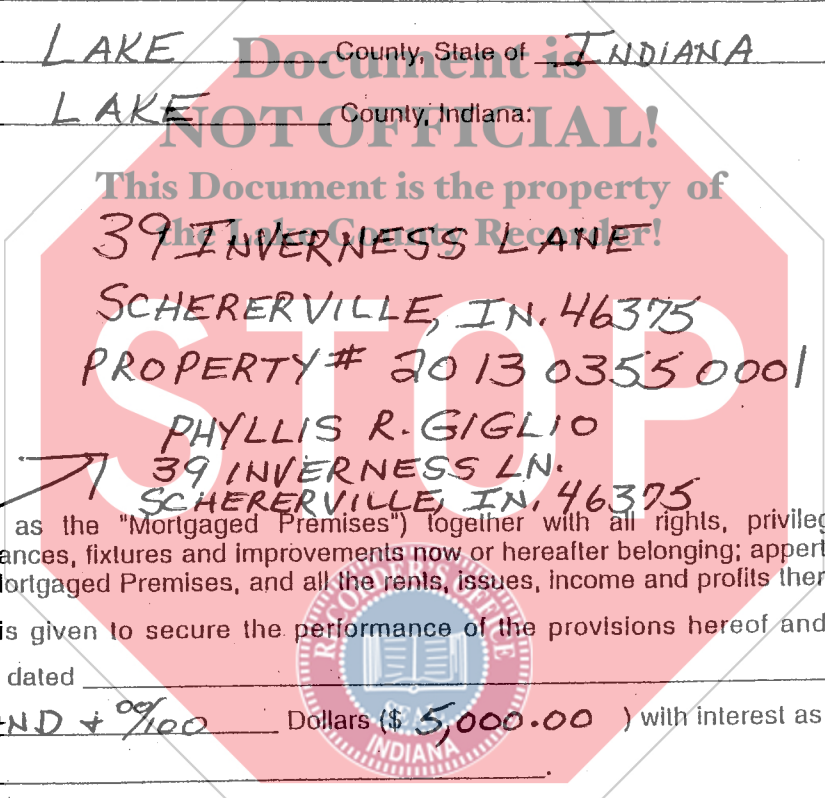 LAKE County, State of INDIANA
LAKE County, Indiana:
Document is
NOT OFFICIAL!
This Document is the property of
the Lake County Recorder!
39 INVERNESS LANE
SCHERERVILLE, IN. 46375
PROPERTY # 20 13 0355 0001
PHYLLIS R. GIGLIO
39 INVERNESS LN.
SCHERERVILLE, IN. 46375
STOP
as the "Mortgaged Premises") together with all rights, privileg
ances, fixtures and improvements now or hereafter belonging; appert
ortgaged Premises, and all the rents, issues, income and profits ther
is given to secure the performance of the provisions hereof and
dated
ND + 00/100 Dollars ($ 5,000.00 ) with interest as
RECORDER'S OFFICE
SEAL
INDIANA